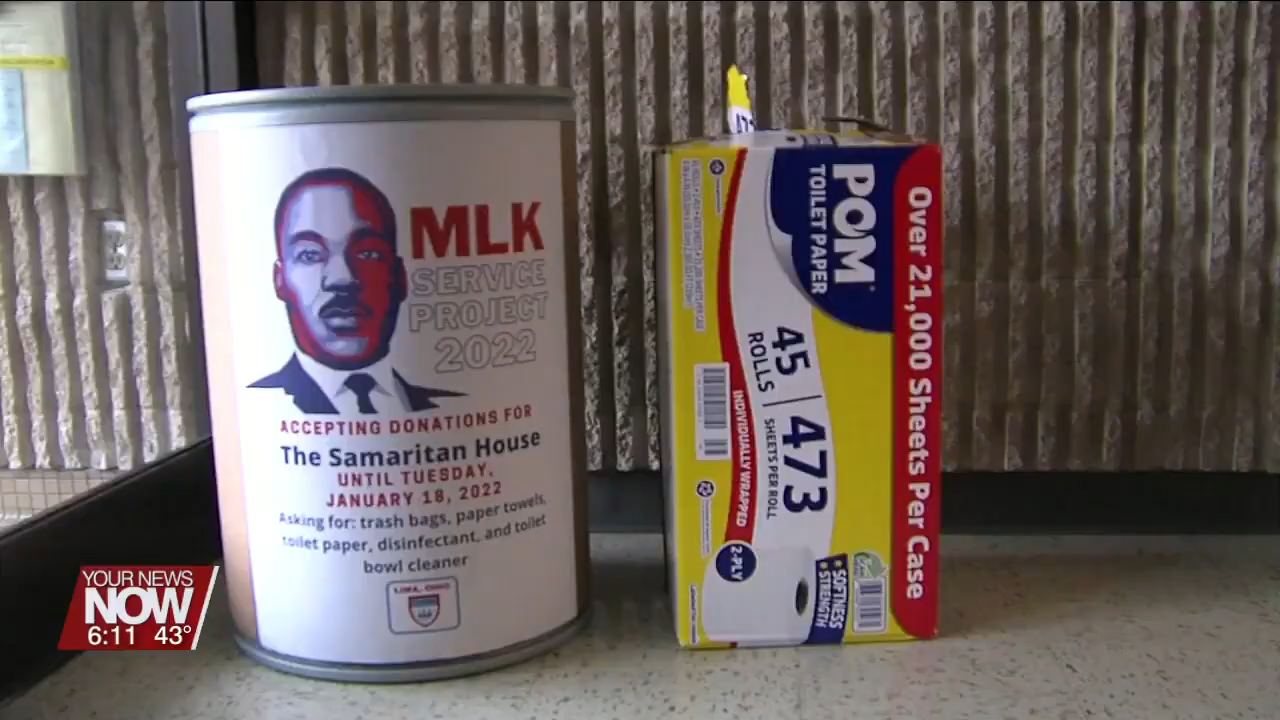 MLK
SERVICE
PROJECT
2022
ACCEPTING DONATIONS FOR
The Samaritan House
UNTIL TUESDAY,
JANUARY 18, 2022
Asking for: trash bags, paper towels,
toilet paper, disinfectant, and toilet
bowl cleaner
LIMA, OHIO
POM®
TOILET PAPER
Over 21,000 Sheets Per Case
45
ROLLS
473
SHEETS PER ROLL
INDIVIDUALLY WRAPPED
2-PLY
SOFTNESS
STRENGTH
YOUR NEWS
NOW
6:11 43°